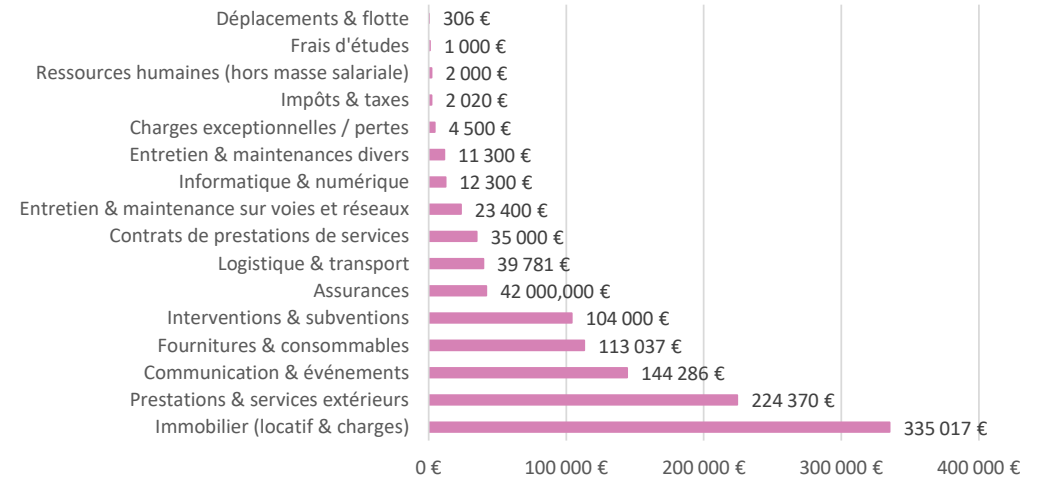 Déplacements & flotte 306 €
Frais d'études 1 000 €
Ressources humaines (hors masse salariale) 2 000 €
Impôts & taxes 2 020 €
Charges exceptionnelles / pertes 4 500 €
Entretien & maintenances divers 11 300 €
Informatique & numérique 12 300 €
Entretien & maintenance sur voies et réseaux 23 400 €
Contrats de prestations de services 35 000 €
Logistique & transport 39 781 €
Assurances 42 000,000 €
Interventions & subventions 104 000 €
Fournitures & consommables 113 037 €
Communication & événements 144 286 €
Prestations & services extérieurs 224 370 €
Immobilier (locatif & charges) 335 017 €
0 € 100 000 € 200 000 € 300 000 € 400 000 €